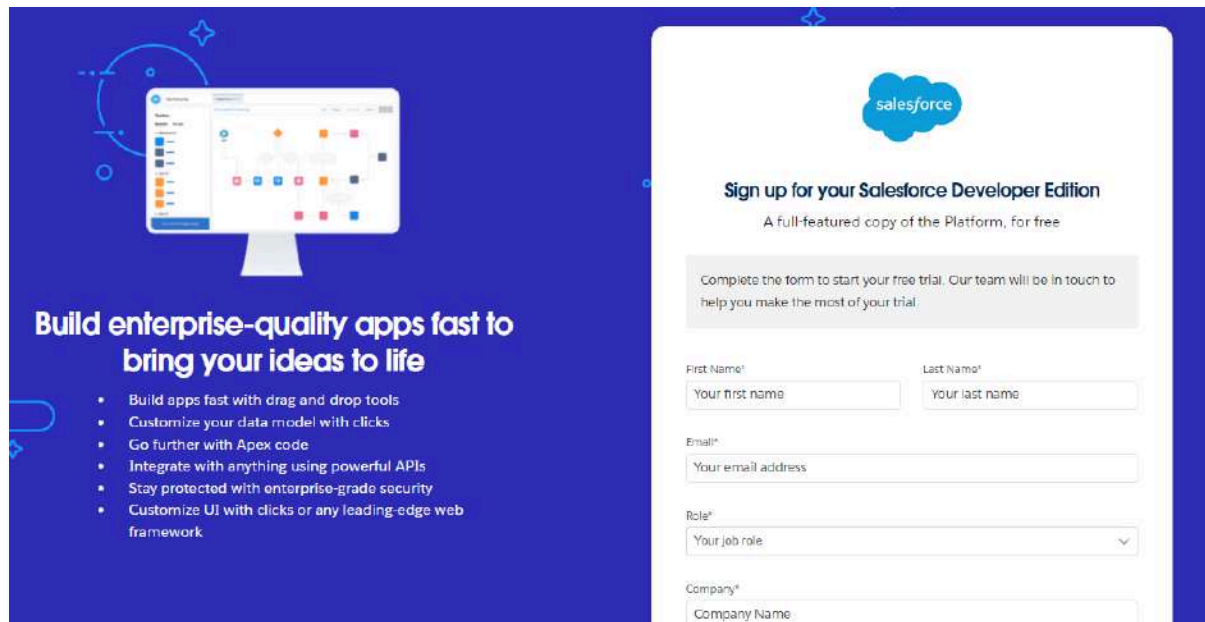 Build enterprise-quality apps fast to
bring your ideas to life
• Build apps fast with drag and drop tools
• Customize your data model with clicks
• Go further with Apex code
• Integrate with anything using powerful APIs
• Stay protected with enterprise-grade security
• Customize UI with clicks or any leading-edge web
framework
salesforce
Sign up for your Salesforce Developer Edition
A full-featured copy of the Platform, for free
Complete the form to start your free trial. Our team will be in touch to
help you make the most of your trial.
First Name*
Last Name*
Your first name
Your last name
Email*
Your email address
Role*
Your job role
Company*
Company Name